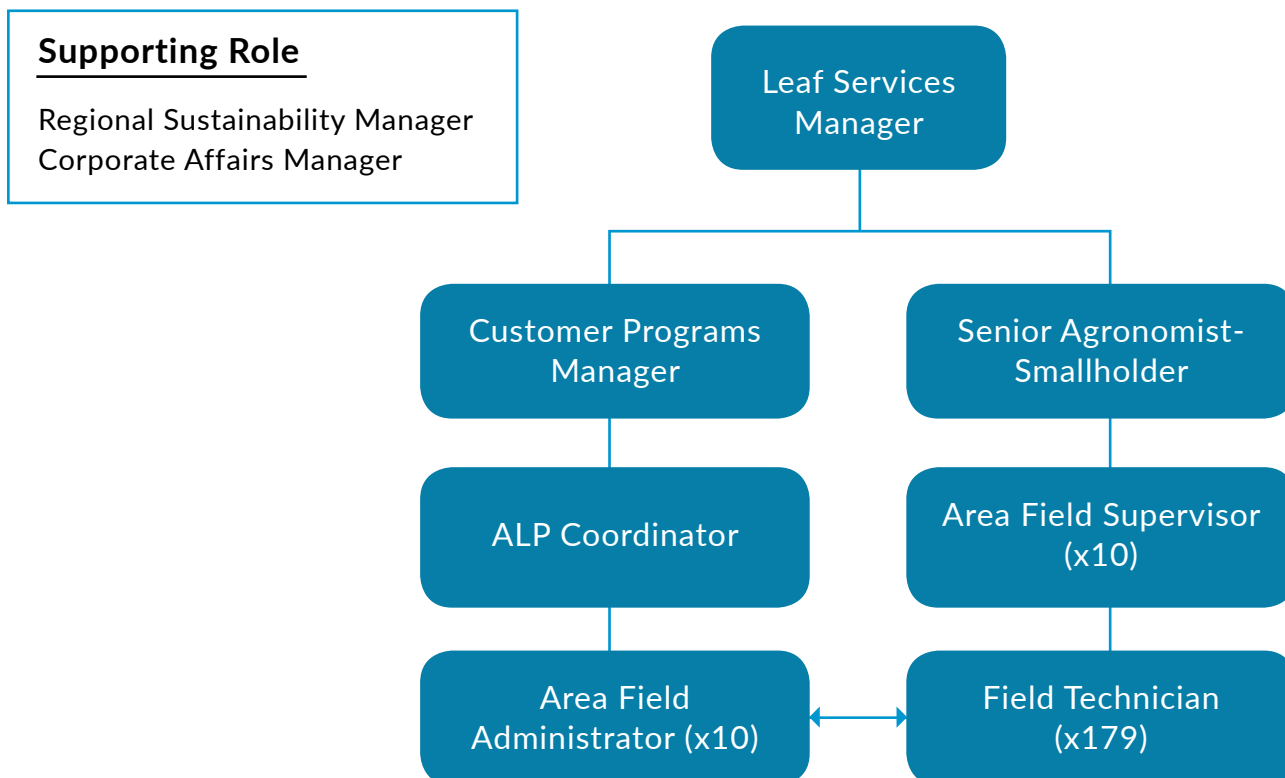 Supporting Role
Regional Sustainability Manager
Corporate Affairs Manager
Leaf Services
Manager
Customer Programs
Manager
Senior Agronomist-
Smallholder
ALP Coordinator
Area Field Supervisor
(x10)
Area Field
Administrator (x10)
Field Technician
(x179)